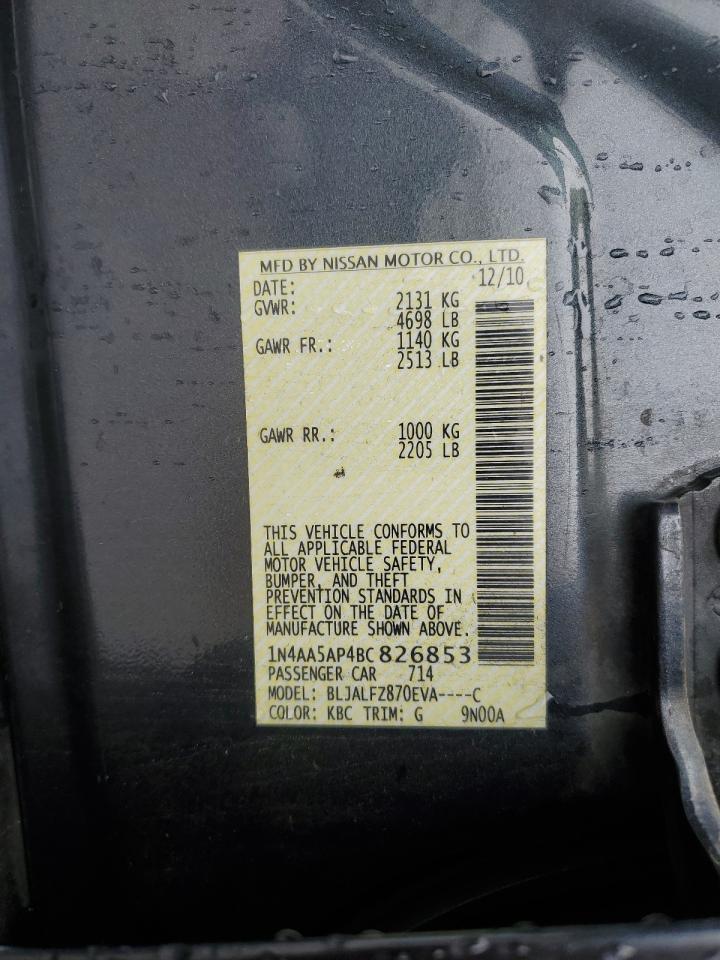 MFD BY NISSAN MOTOR CO., LTD.
DATE: 12/10
GVWR: 2131 KG
4698 LB
GAWR FR.: 1140 KG
2513 LB
GAWR RR.: 1000 KG
2205 LB
THIS VEHICLE CONFORMS TO
ALL APPLICABLE FEDERAL
MOTOR VEHICLE SAFETY,
BUMPER, AND THEFT
PREVENTION STANDARDS IN
EFFECT ON THE DATE OF
MANUFACTURE SHOWN ABOVE.
1N4AA5AP4BC826853
PASSENGER CAR 714
MODEL: BLJALFZ870EVA----C
COLOR: KBC TRIM: G 9N00A